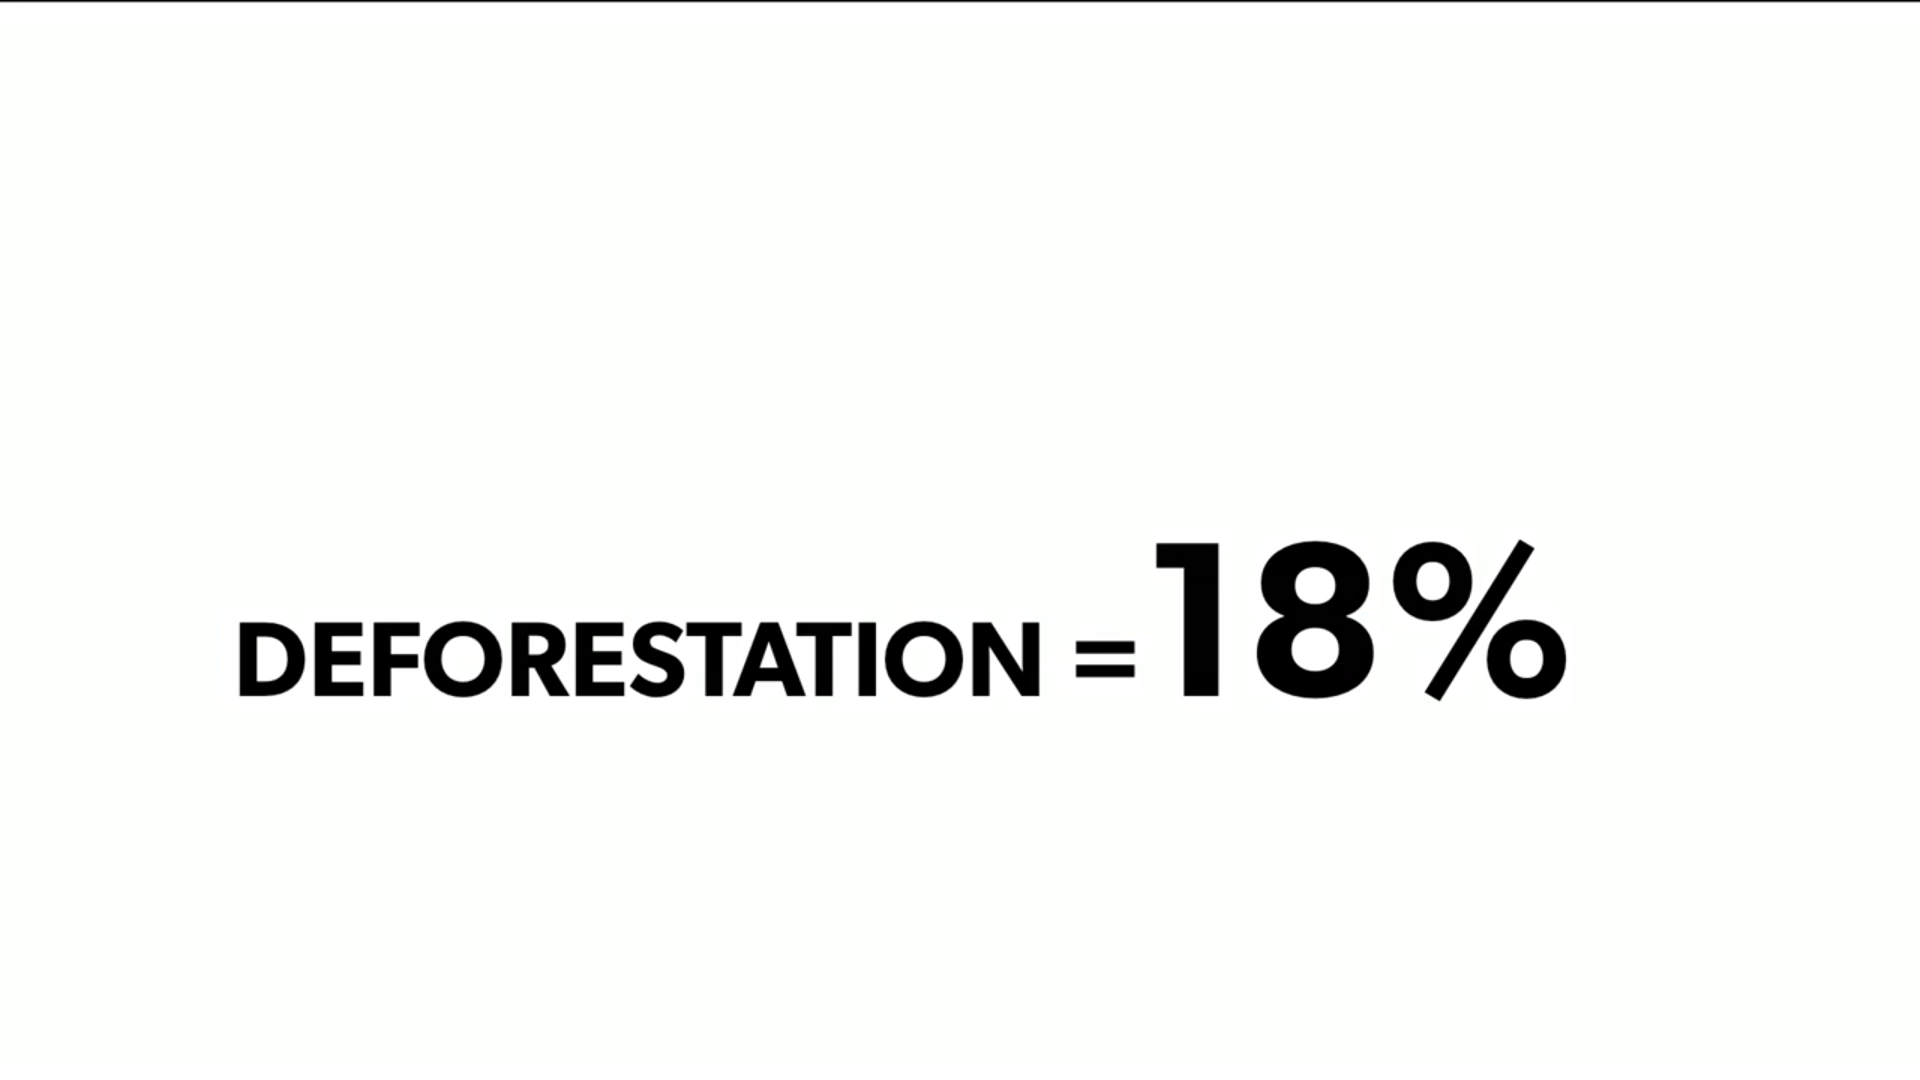 DEFORESTATION = 18%